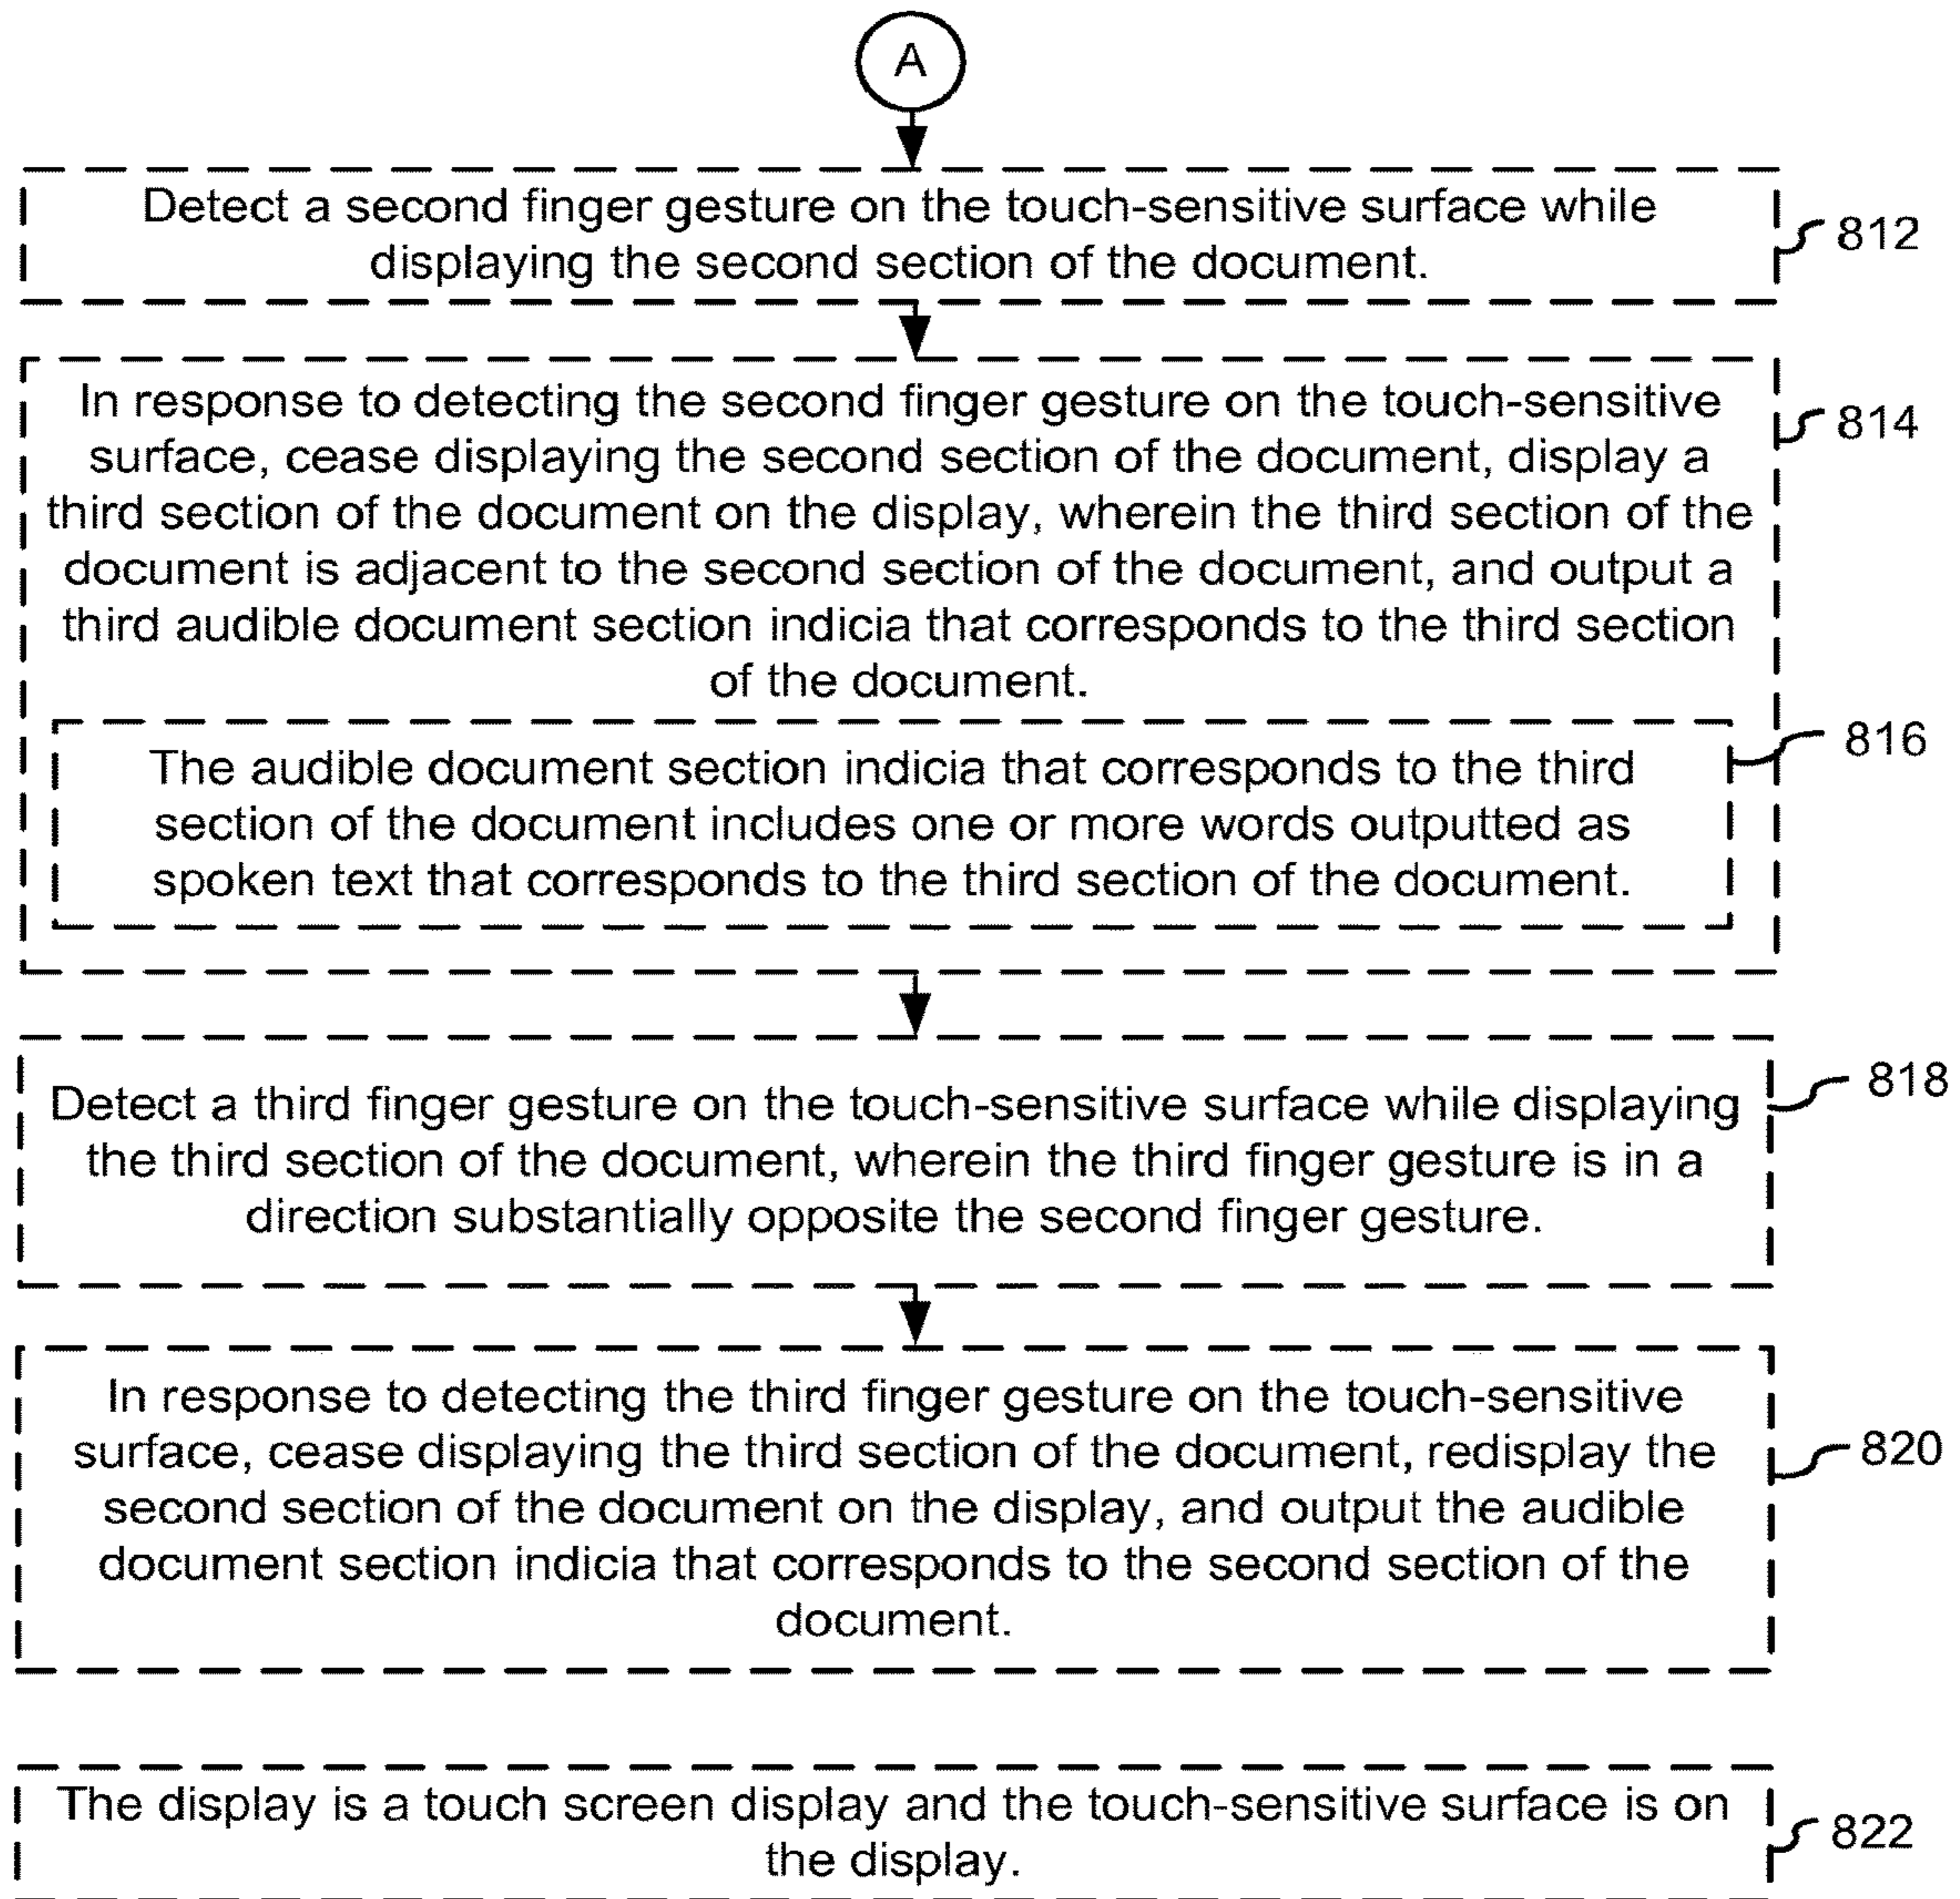 A
Detect a second finger gesture on the touch-sensitive surface while
displaying the second section of the document.
812
In response to detecting the second finger gesture on the touch-sensitive
surface, cease displaying the second section of the document, display a
third section of the document on the display, wherein the third section of the
document is adjacent to the second section of the document, and output a
third audible document section indicia that corresponds to the third section
of the document.
814
The audible document section indicia that corresponds to the third
section of the document includes one or more words outputted as
spoken text that corresponds to the third section of the document.
816
Detect a third finger gesture on the touch-sensitive surface while displaying
the third section of the document, wherein the third finger gesture is in a
direction substantially opposite the second finger gesture.
818
In response to detecting the third finger gesture on the touch-sensitive
surface, cease displaying the third section of the document, redisplay the
second section of the document on the display, and output the audible
document section indicia that corresponds to the second section of the
document.
820
The display is a touch screen display and the touch-sensitive surface is on
the display.
822